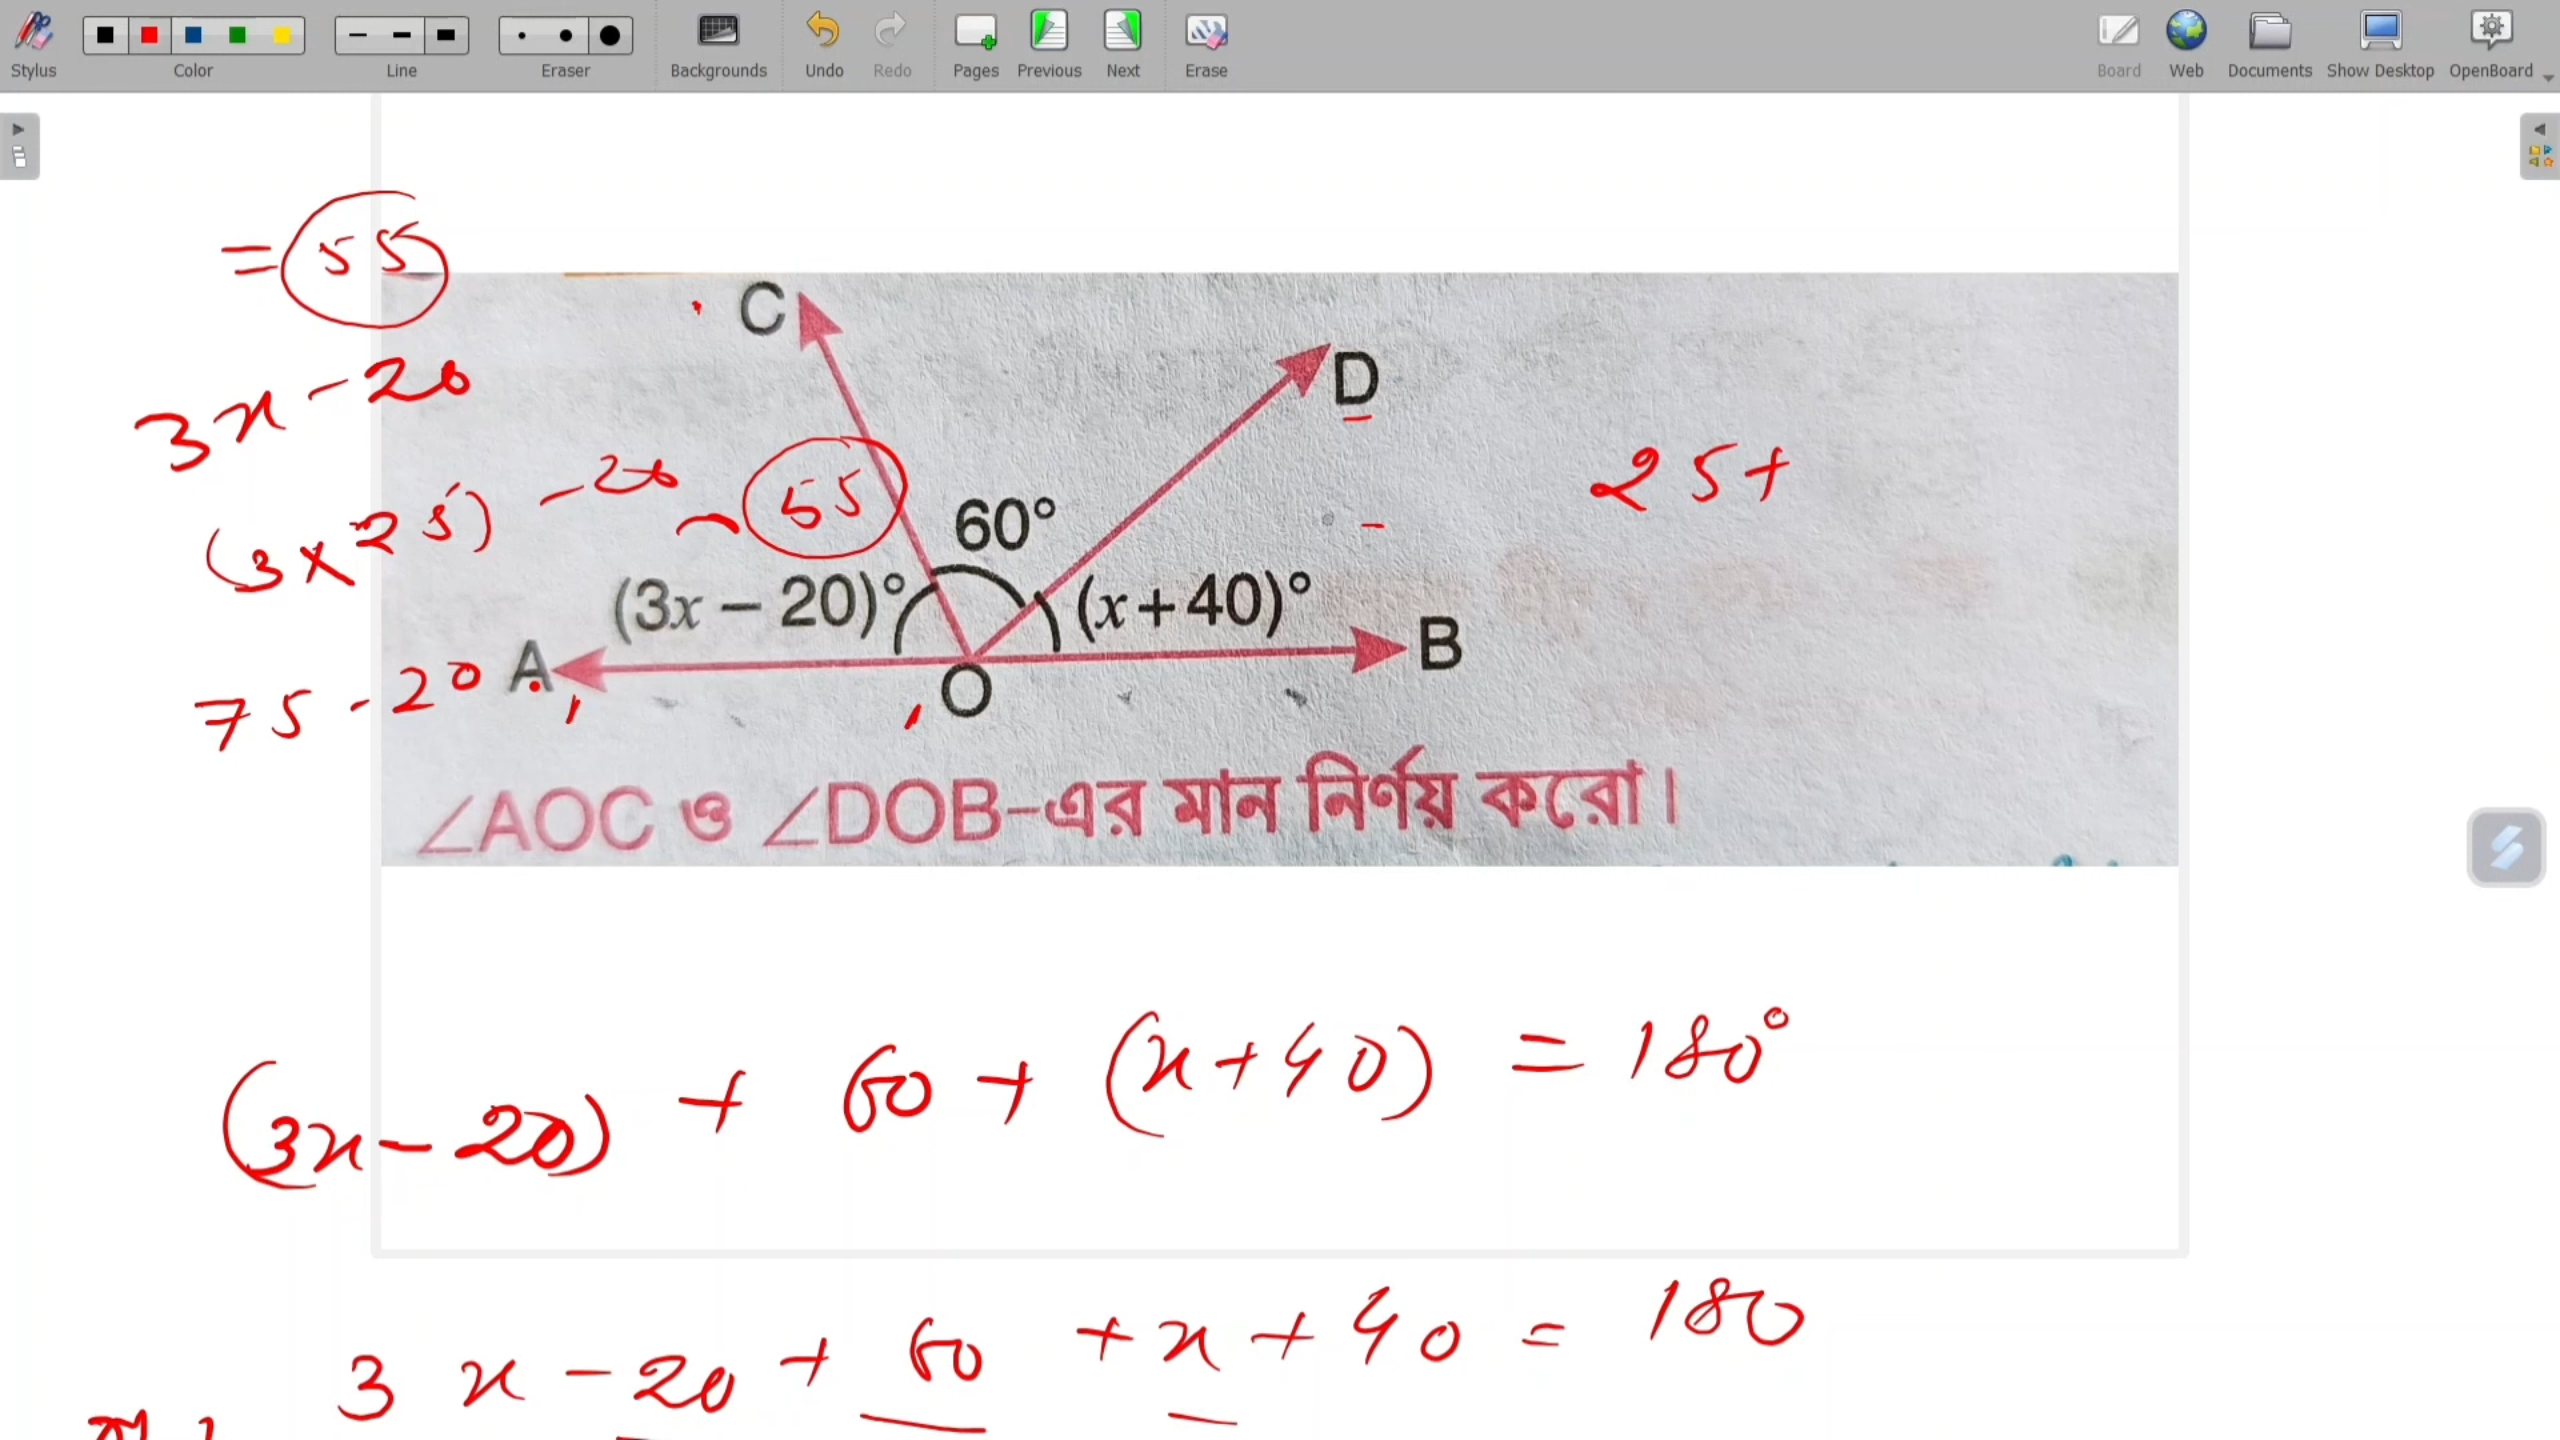 Stylus Color Line Eraser Backgrounds Undo Redo Pages Previous Next Erase Board Web Documents Show Desktop OpenBoard
= 55
3x - 20
(3 x 25) - 20 - 55
75 - 20
25+
C
D
60°
(3x – 20)° (x+40)°
A O B
∠AOC ও ∠DOB-এর মান নির্ণয় করো।
(3x - 20) + 60 + (x+40) = 180°
3x - 20 + 60 + x + 40 = 180